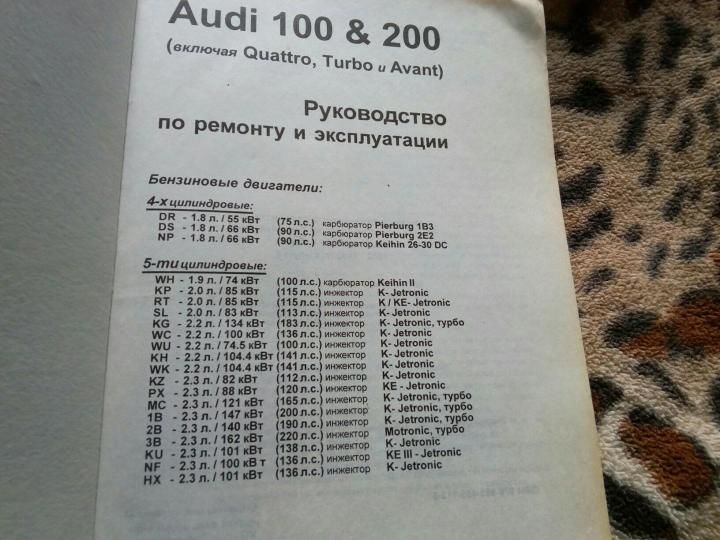 Audi 100 & 200
(включая Quattro, Turbo и Avant)
Руководство
по ремонту и эксплуатации
Бензиновые двигатели:
4-х цилиндровые:
DR - 1.8 л. / 55 кВт (75 л.с.) карбюратор Pierburg 1B3
DS - 1.8 л. / 66 кВт (90 л.с.) карбюратор Pierburg 2E2
NP - 1.8 л. / 66 кВт (90 л.с.) карбюратор Keihin 26-30 DC
5-ти цилиндровые:
WH - 1.9 л. / 74 кВт (100 л.с.) карбюратор Keihin II
KP - 2.0 л. / 85 кВт (115 л.с.) инжектор K- Jetronic
RT - 2.0 л. / 85 кВт (115 л.с.) инжектор K / KE- Jetronic
SL - 2.0 л. / 83 кВт (113 л.с.) инжектор K- Jetronic
KG - 2.2 л. / 134 кВт (183 л.с.) инжектор K- Jetronic, турбо
WC - 2.2 л. / 100 кВт (136 л.с.) инжектор K- Jetronic
WU - 2.2 л. / 74.5 кВт (100 л.с.) инжектор K- Jetronic
KH - 2.2 л. / 104.4 кВт (141 л.с.) инжектор K- Jetronic
WK - 2.2 л. / 104.4 кВт (141 л.с.) инжектор K- Jetronic
KZ - 2.3 л. / 82 кВт (112 л.с.) инжектор K- Jetronic
PX - 2.3 л. / 88 кВт (120 л.с.) инжектор KE - Jetronic
MC - 2.3 л. / 121 кВт (165 л.с.) инжектор K- Jetronic, турбо
1B - 2.3 л. / 147 кВт (200 л.с.) инжектор K- Jetronic, турбо
2B - 2.3 л. / 140 кВт (190 л.с.) инжектор K- Jetronic, турбо
3B - 2.3 л. / 162 кВт (220 л.с.) инжектор Motronic, турбо
KU - 2.3 л. / 101 кВт (138 л.с.) инжектор K- Jetronic
NF - 2.3 л. / 100 кВ т (136 л.с.) инжектор KE III - Jetronic
HX - 2.3 л. / 101 кВт (136 л.с.) инжектор K- Jetronic